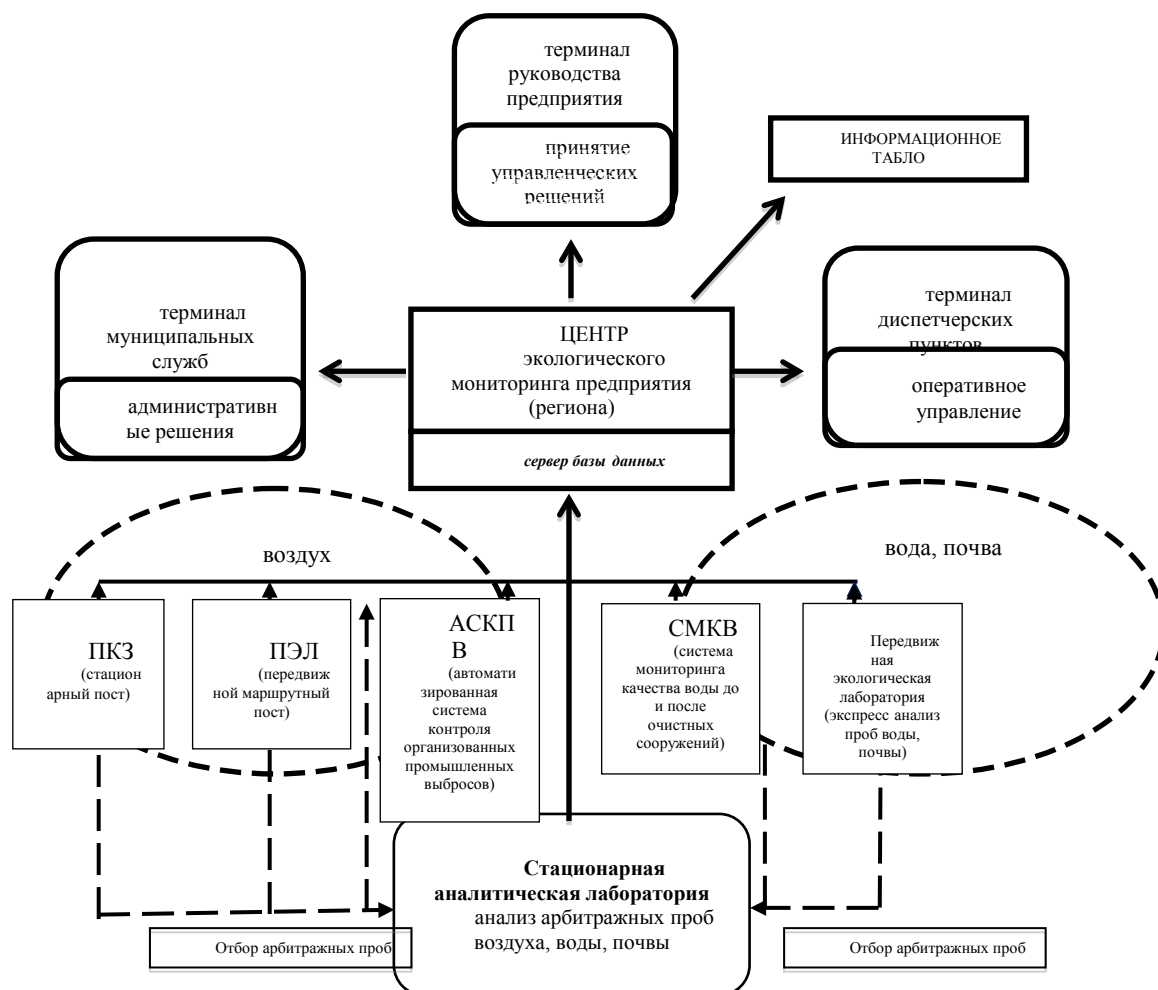 терминал
руководства
предприятия
принятие
управленческих
решений
ИНФОРМАЦИОННОЕ
ТАБЛО
терминал
муниципальных
служб
административн
ые решения
ЦЕНТР
экологического
мониторинга предприятия
(региона)
сервер базы данных
терминал
диспетчерских
пунктов
оперативное
управление
воздух
вода, почва
ПКЗ
(стацион
арный пост)
ПЭЛ
(передвиж
ной маршрутный
пост)
АСКП
В
(автомати
зированная
система
контроля
организованных
промышленных
выбросов)
СМКВ
(система
мониторинга
качества воды до
и после
очистных
сооружений)
Передвиж
ная
экологическая
лаборатория
(экспресс анализ
проб воды,
почвы)
Стационарная
аналитическая лаборатория
анализ арбитражных проб
воздуха, воды, почвы
Отбор арбитражных проб
Отбор арбитражных проб